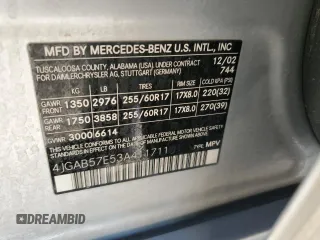 MFD BY MERCEDES-BENZ U.S. INTL., INC
TUSCALOOSA COUNTY, ALABAMA (USA) UNDER CONTRACT 12/02
FOR DAIMLERCHRYSLER AG, STUTTGART (GERMANY) 744
KG LB TIRES RIMS COLD KPA (PSI)
GAWR FRONT 1350 2976 255/60R17 17X8.0 220(32)
GAWR REAR 1750 3858 255/60R17 17X8.0 270(39)
GVWR 3000 6614
TYPE: MPV
DREAMBID